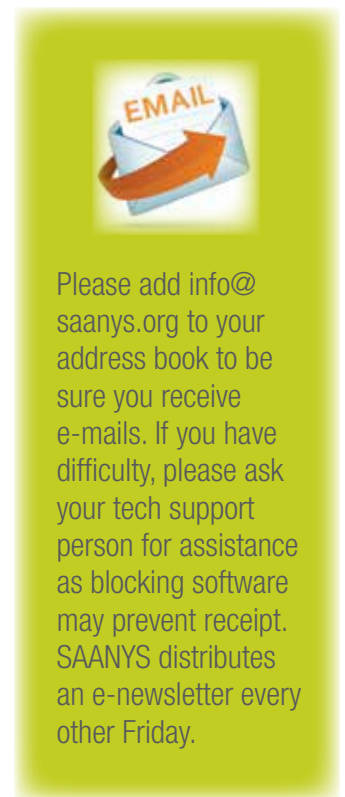 EMAIL
Please add info@
saanys.org to your
address book to be
sure you receive
e-mails. If you have
difficulty, please ask
your tech support
person for assistance
as blocking software
may prevent receipt.
SAANYS distributes
an e-newsletter every
other Friday.